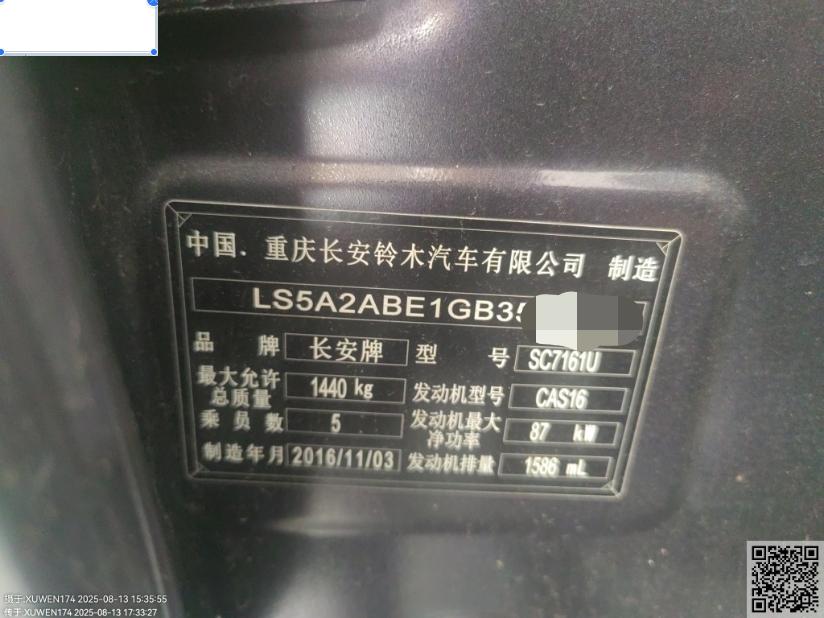 中国.重庆长安铃木汽车有限公司 制造
LS5A2ABE1GB35
品牌 长安牌 型号 SC7161U
最大允许总质量 1440 kg 发动机型号 CAS16
乘员数 5 发动机最大净功率 87 kW
制造年月 2016/11/03 发动机排量 1586 mL
摄于:XUWEN174 2025-08-13 15:35:55
传于:XUWEN174 2025-08-13 17:33:27